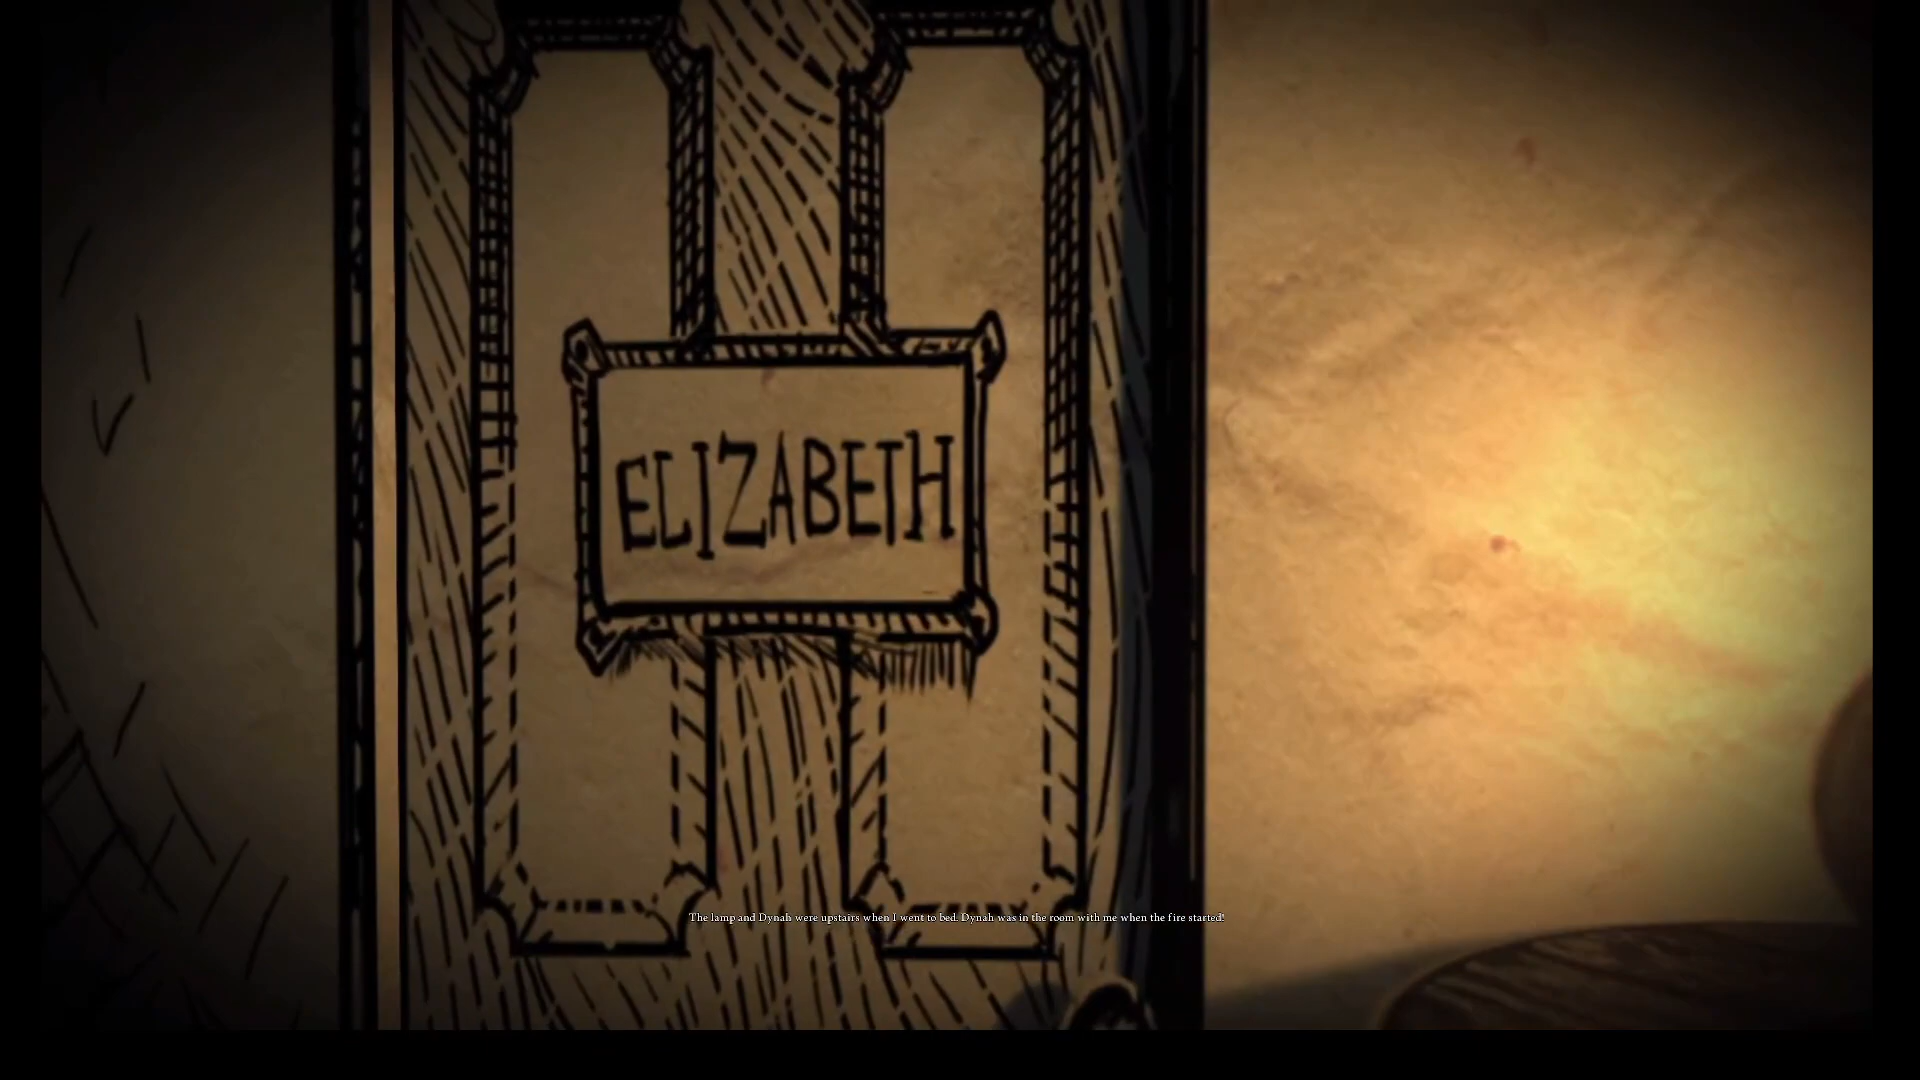 ELIZABETH
The lamp and Dynah were upstairs when I went to bed. Dynah was in the room with me when the fire started!